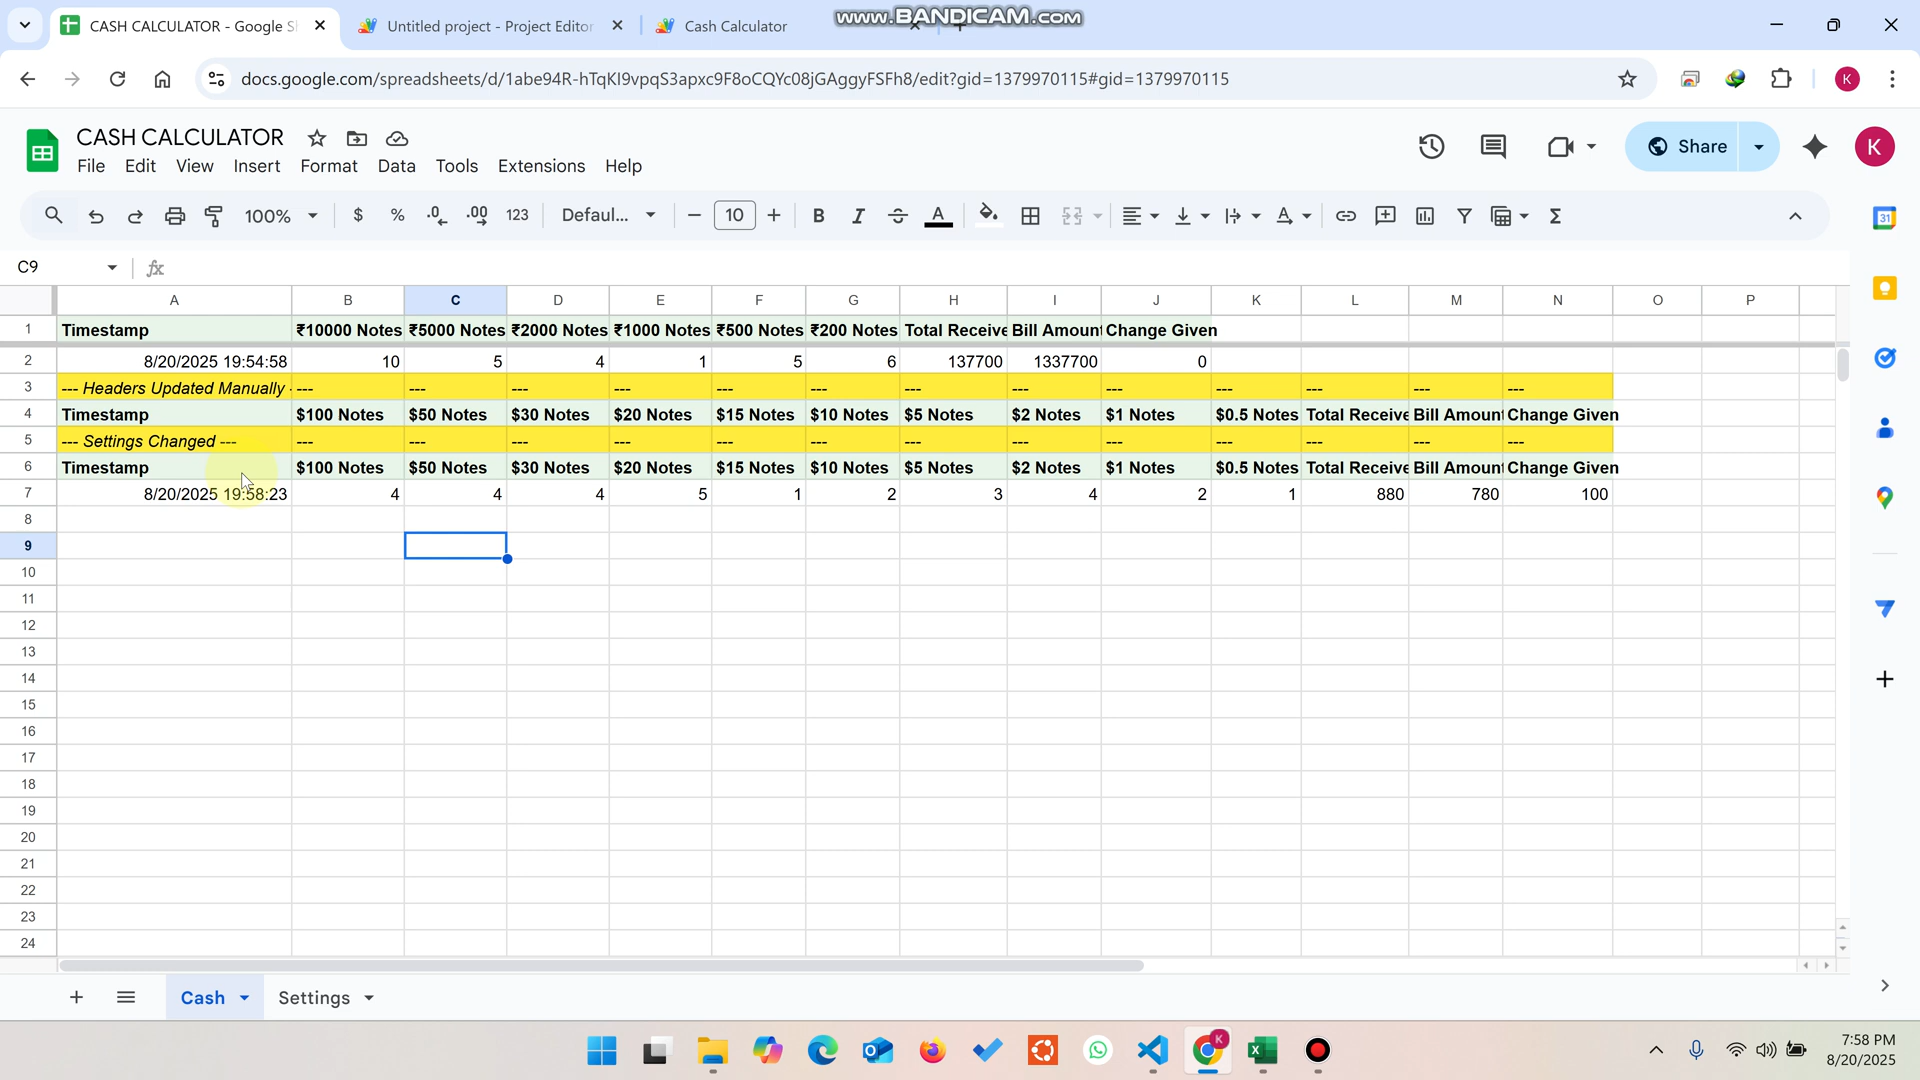 CASH CALCULATOR - Google S
Untitled project - Project Editor
Cash Calculator
www.BANDICAM.com
docs.google.com/spreadsheets/d/1abe94R-hTqKI9vpqS3apxc9F8oCQYc08jGAggyFSFh8/edit?gid=1379970115#gid=1379970115
K
CASH CALCULATOR
File Edit View Insert Format Data Tools Extensions Help
Share
K
100% $ % .0 .00 123 Defaul... 10 B I S A
31
C9 fx
A B C D E F G H I J K L M N O P
1 Timestamp ₹10000 Notes ₹5000 Notes ₹2000 Notes ₹1000 Notes ₹500 Notes ₹200 Notes Total Receive Bill Amount Change Given
2 8/20/2025 19:54:58 10 5 4 1 5 6 137700 1337700 0
3 --- Headers Updated Manually - --- --- --- --- --- --- --- --- --- --- --- --- ---
4 Timestamp $100 Notes $50 Notes $30 Notes $20 Notes $15 Notes $10 Notes $5 Notes $2 Notes $1 Notes $0.5 Notes Total Receive Bill Amount Change Given
5 --- Settings Changed --- --- --- --- --- --- --- --- --- --- --- --- --- ---
6 Timestamp $100 Notes $50 Notes $30 Notes $20 Notes $15 Notes $10 Notes $5 Notes $2 Notes $1 Notes $0.5 Notes Total Receive Bill Amount Change Given
7 8/20/2025 19:58:23 4 4 4 5 1 2 3 4 2 1 880 780 100
8
9
10
11
12
13
14
15
16
17
18
19
20
21
22
23
24
Cash Settings
K
7:58 PM
8/20/2025